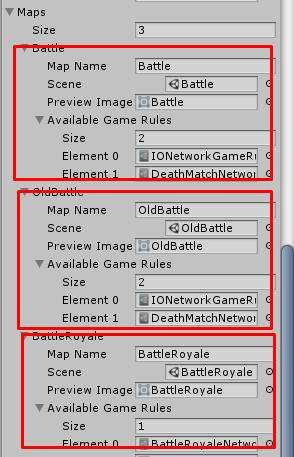 Maps
Size 3
Battle
Map Name Battle
Scene Battle
Preview Image Battle
Available Game Rules
Size 2
Element 0 IONetworkGameRu
Element 1 DeathMatchNetwor
OldBattle
Map Name OldBattle
Scene OldBattle
Preview Image OldBattle
Available Game Rules
Size 2
Element 0 IONetworkGameRu
Element 1 DeathMatchNetwor
BattleRoyale
Map Name BattleRoyale
Scene BattleRoyale
Preview Image BattleRoyale
Available Game Rules
Size 1
Element 0 BattleRoyaleNetwo